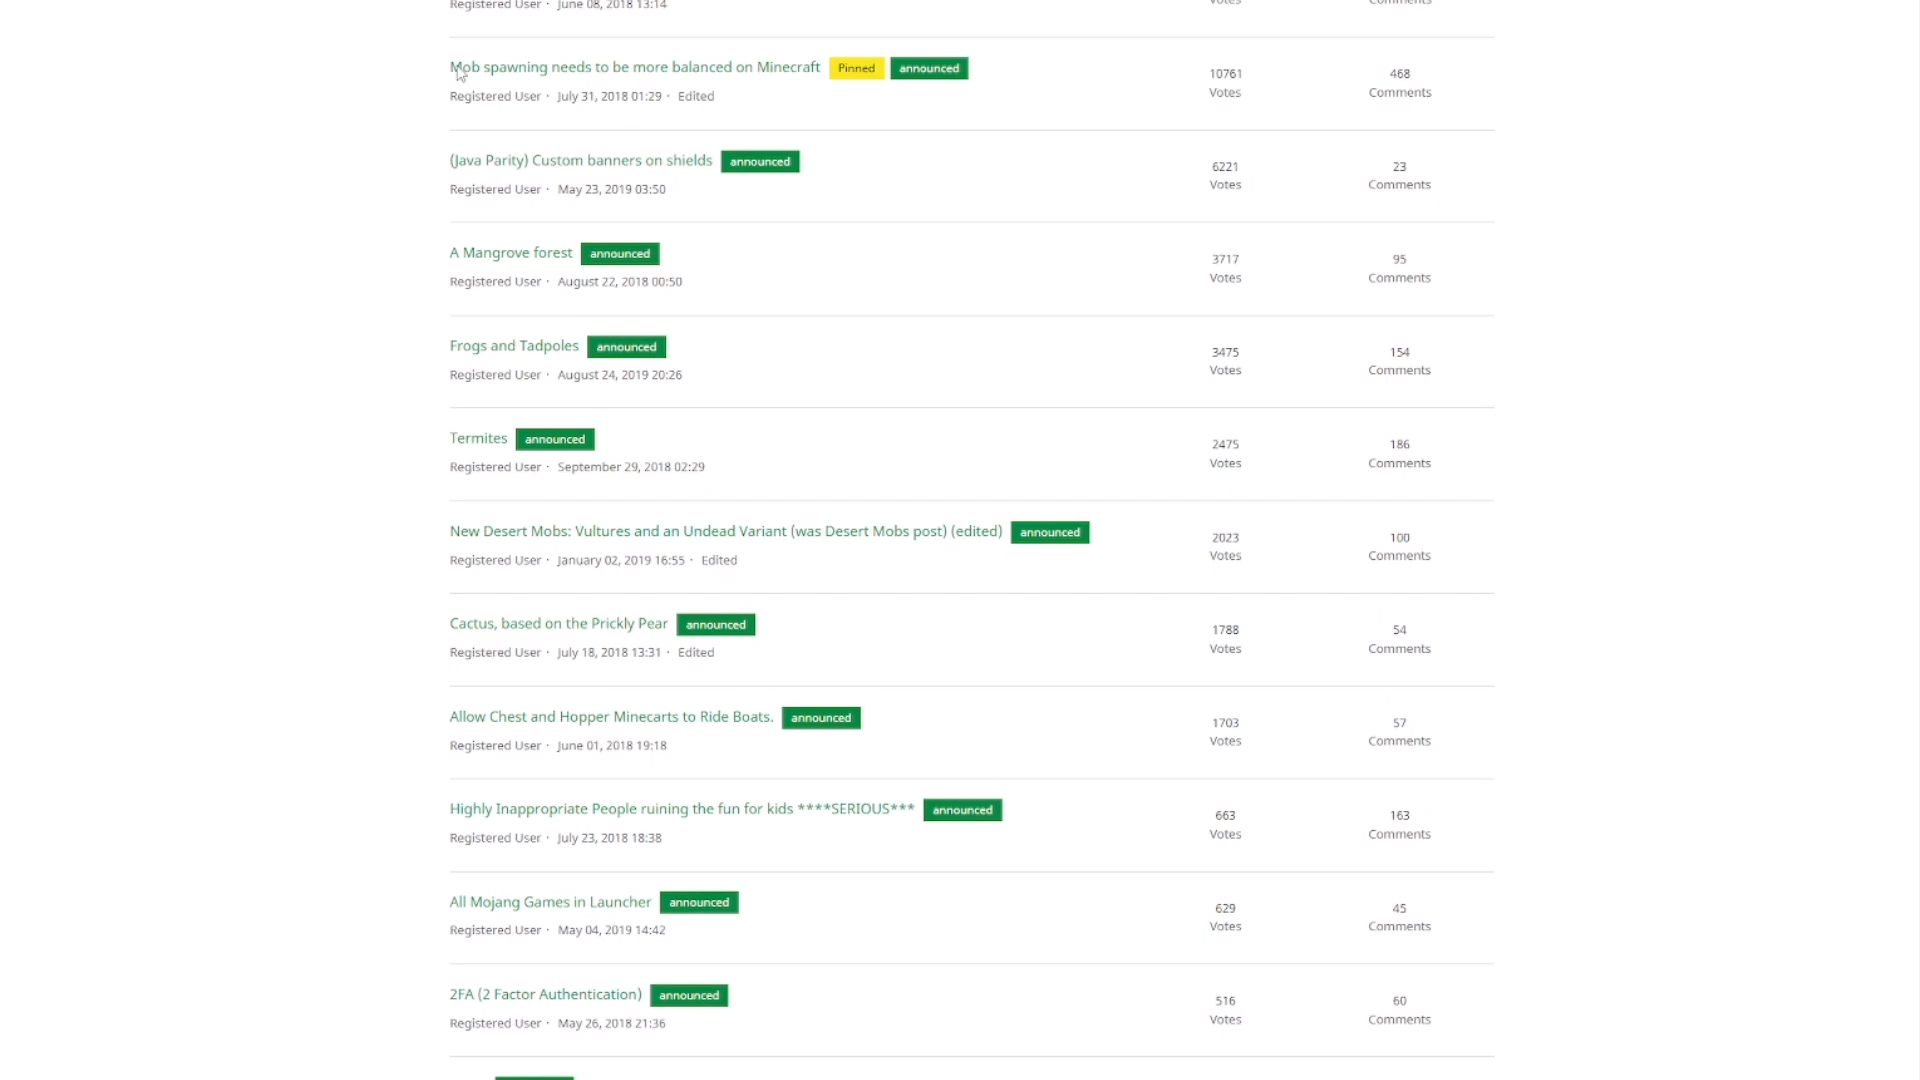 Registered User · June 08, 2018 13:14
Votes
Comments
Mob spawning needs to be more balanced on Minecraft Pinned announced
Registered User · July 31, 2018 01:29 · Edited
10761
Votes
468
Comments
(Java Parity) Custom banners on shields announced
Registered User · May 23, 2019 03:50
6221
Votes
23
Comments
A Mangrove forest announced
Registered User · August 22, 2018 00:50
3717
Votes
95
Comments
Frogs and Tadpoles announced
Registered User · August 24, 2019 20:26
3475
Votes
154
Comments
Termites announced
Registered User · September 29, 2018 02:29
2475
Votes
186
Comments
New Desert Mobs: Vultures and an Undead Variant (was Desert Mobs post) (edited) announced
Registered User · January 02, 2019 16:55 · Edited
2023
Votes
100
Comments
Cactus, based on the Prickly Pear announced
Registered User · July 18, 2018 13:31 · Edited
1788
Votes
54
Comments
Allow Chest and Hopper Minecarts to Ride Boats. announced
Registered User · June 01, 2018 19:18
1703
Votes
57
Comments
Highly Inappropriate People ruining the fun for kids ****SERIOUS*** announced
Registered User · July 23, 2018 18:38
663
Votes
163
Comments
All Mojang Games in Launcher announced
Registered User · May 04, 2019 14:42
629
Votes
45
Comments
2FA (2 Factor Authentication) announced
Registered User · May 26, 2018 21:36
516
Votes
60
Comments